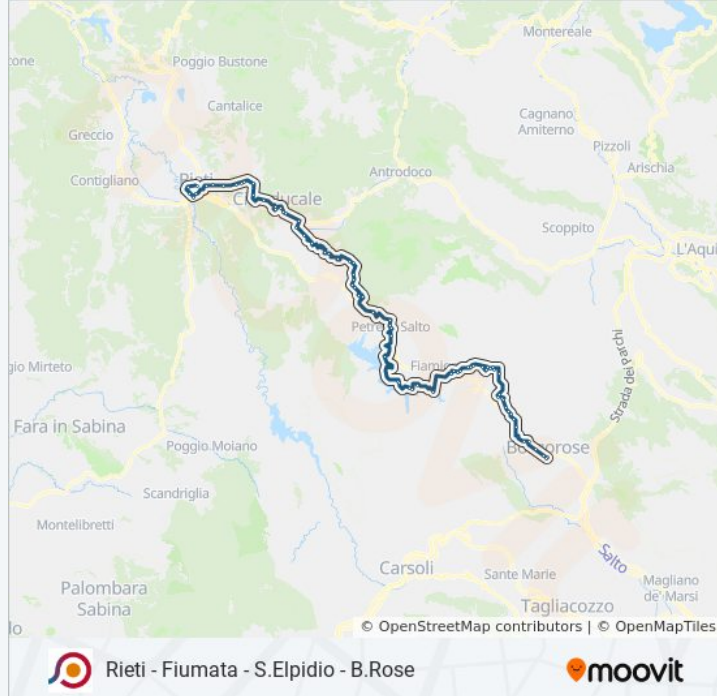 Montereale
Poggio Bustone
Cantalice
Cagnano
Amiterno
Greccio
Pizzoli
Arischia
Contigliano
Rieti
Antrodoco
Scoppito
L'Aqui
Strada dei Parchi
gio Mirteto
Fara in Sabina
Poggio Moiano
Scandriglia
Montelibretti
Carsoli
Sante Marie
Salto
Magliano
de' Marsi
Palombara
Sabina
Tagliacozzo
© OpenStreetMap contributors | © OpenMapTiles
Rieti - Fiumata - S.Elpidio - B.Rose
moovit